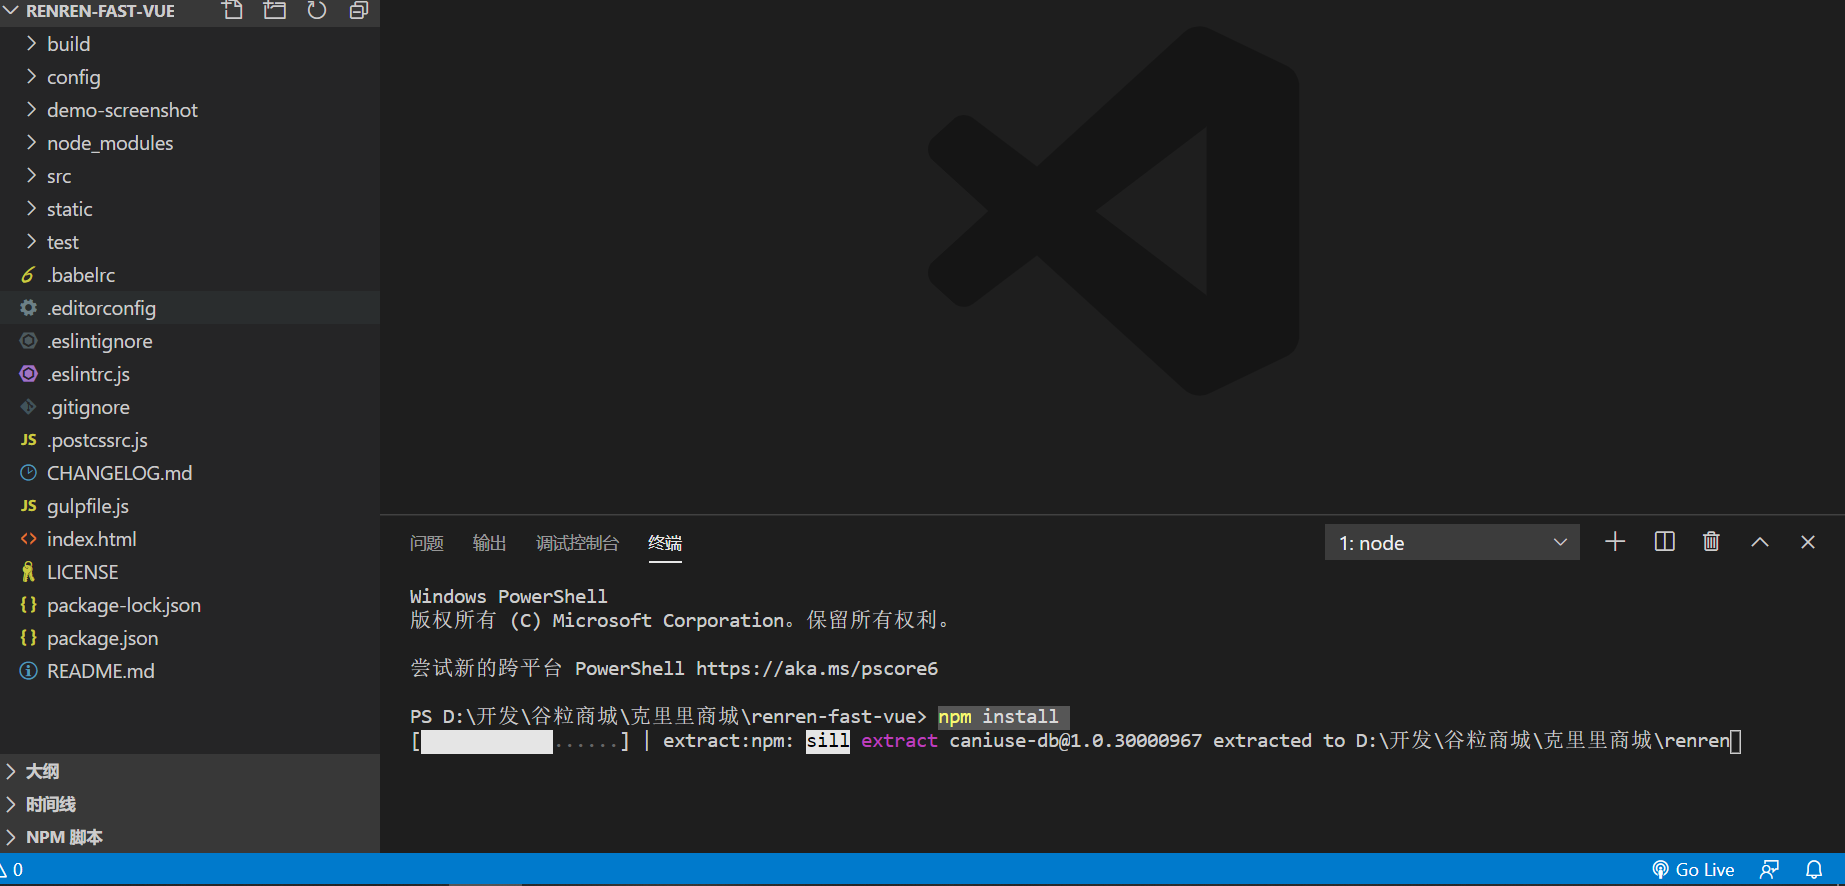 RENREN-FAST-VUE
build
config
demo-screenshot
node_modules
src
static
test
.babelrc
.editorconfig
.eslintignore
.eslintrc.js
.gitignore
JS .postcssrc.js
CHANGELOG.md
JS gulpfile.js
index.html
LICENSE
package-lock.json
package.json
README.md
大纲
时间线
NPM 脚本
问题 输出 调试控制台 终端 1: node
Windows PowerShell
版权所有 (C) Microsoft Corporation。保留所有权利。
尝试新的跨平台 PowerShell https://aka.ms/pscore6
PS D:\开发\谷粒商城\克里里商城\renren-fast-vue> npm install
[ ......] | extract:npm: sill extract caniuse-db@1.0.30000967 extracted to D:\开发\谷粒商城\克里里商城\renren
0 Go Live